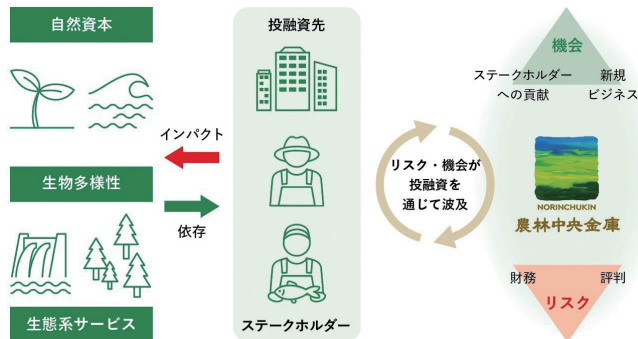 自然資本
生物多様性
生態系サービス
インパクト
依存
投融資先
ステークホルダー
リスク・機会が
投融資を
通じて波及
機会
ステークホルダー
への貢献
新規
ビジネス
NORINCHUKIN
農林中央金庫
財務
評判
リスク